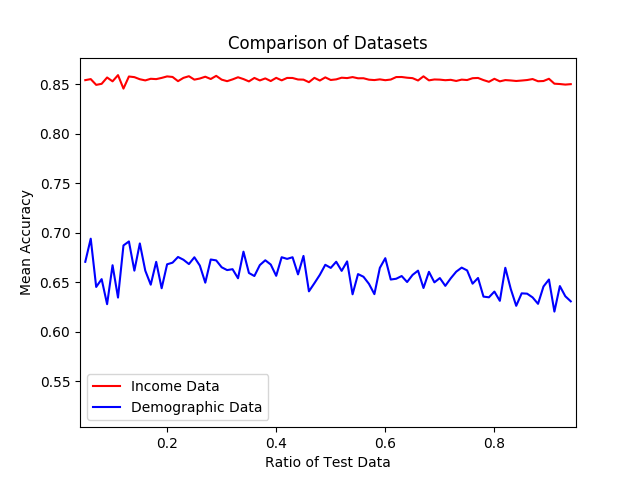 Comparison of Datasets
Mean Accuracy
0.85
0.80
0.75
0.70
0.65
0.60
0.55
Income Data
Demographic Data
0.2
0.4
0.6
0.8
Ratio of Test Data